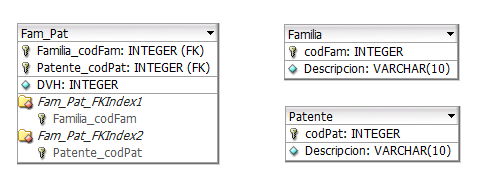 Fam_Pat
Familia_codFam: INTEGER (FK)
Patente_codPat: INTEGER (FK)
DVH: INTEGER
Fam_Pat_FKIndex1
Familia_codFam
Fam_Pat_FKIndex2
Patente_codPat
Familia
codFam: INTEGER
Descripcion: VARCHAR(10)
Patente
codPat: INTEGER
Descripcion: VARCHAR(10)